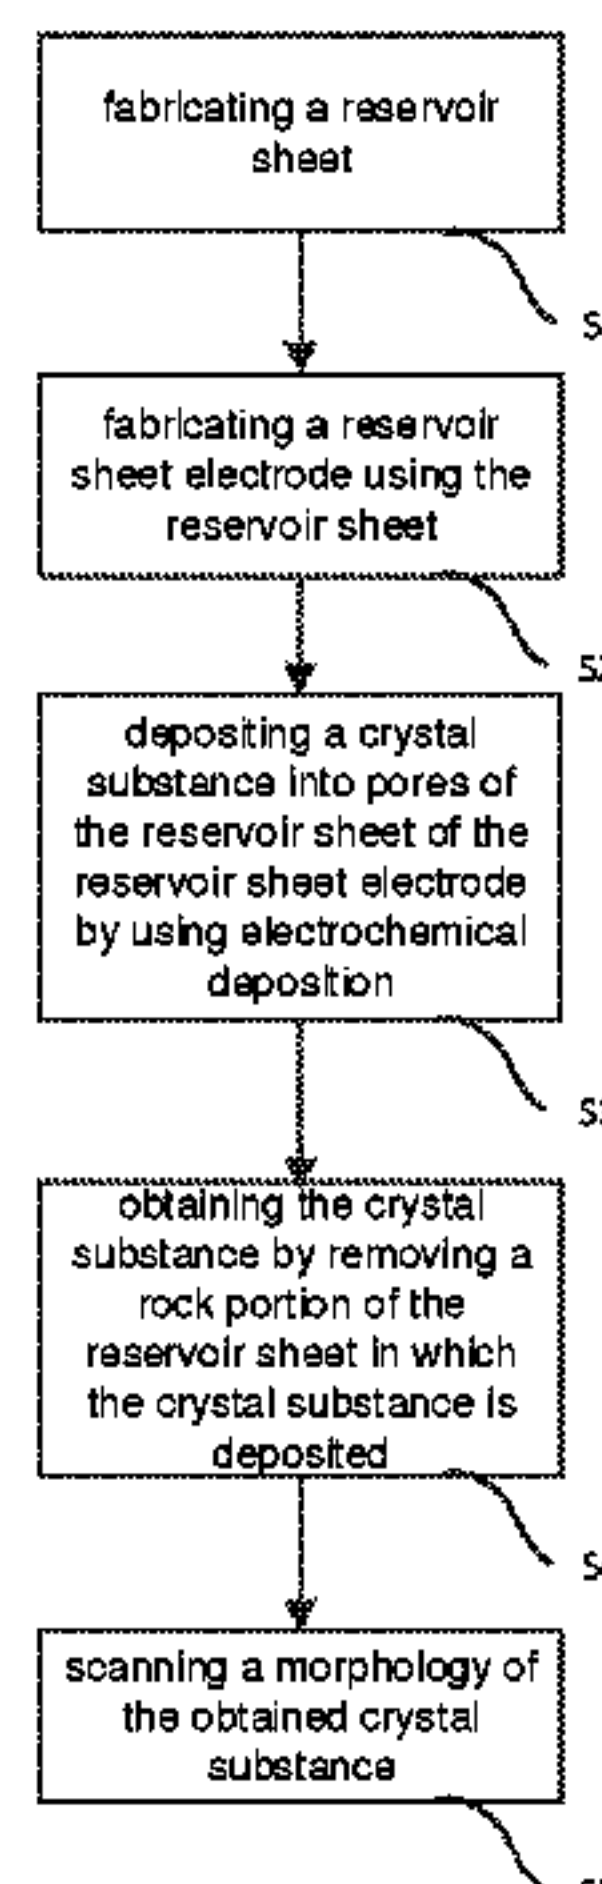 fabricating a reservoir
sheet
S
fabricating a reservoir
sheet electrode using the
reservoir sheet
S2
depositing a crystal
substance into pores of
the reservoir sheet of the
reservoir sheet electrode
by using electrochemical
deposition
S3
obtaining the crystal
substance by removing a
rock portion of the
reservoir sheet in which
the crystal substance is
deposited
S
scanning a morphology of
the obtained crystal
substance